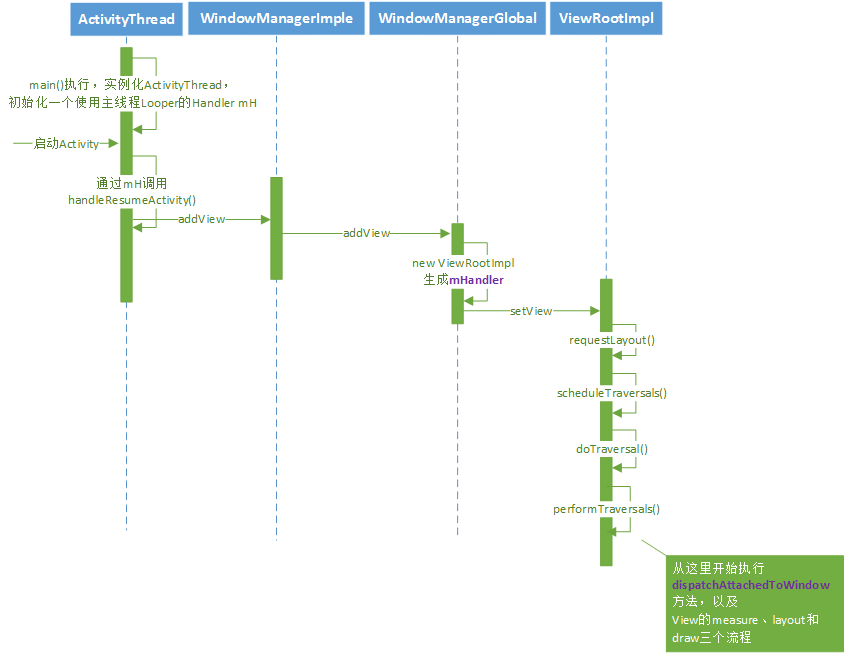 ActivityThread
WindowManagerImple
WindowManagerGlobal
ViewRootImpl
main()执行，实例化ActivityThread，
初始化一个使用主线程Looper的Handler mH
启动Activity
通过mH调用
handleResumeActivity()
addView
addView
new ViewRootImpl
生成mHandler
setView
requestLayout()
scheduleTraversals()
doTraversal()
performTraversals()
从这里开始执行
dispatchAttachedToWindow
方法，以及
View的measure、layout和
draw三个流程